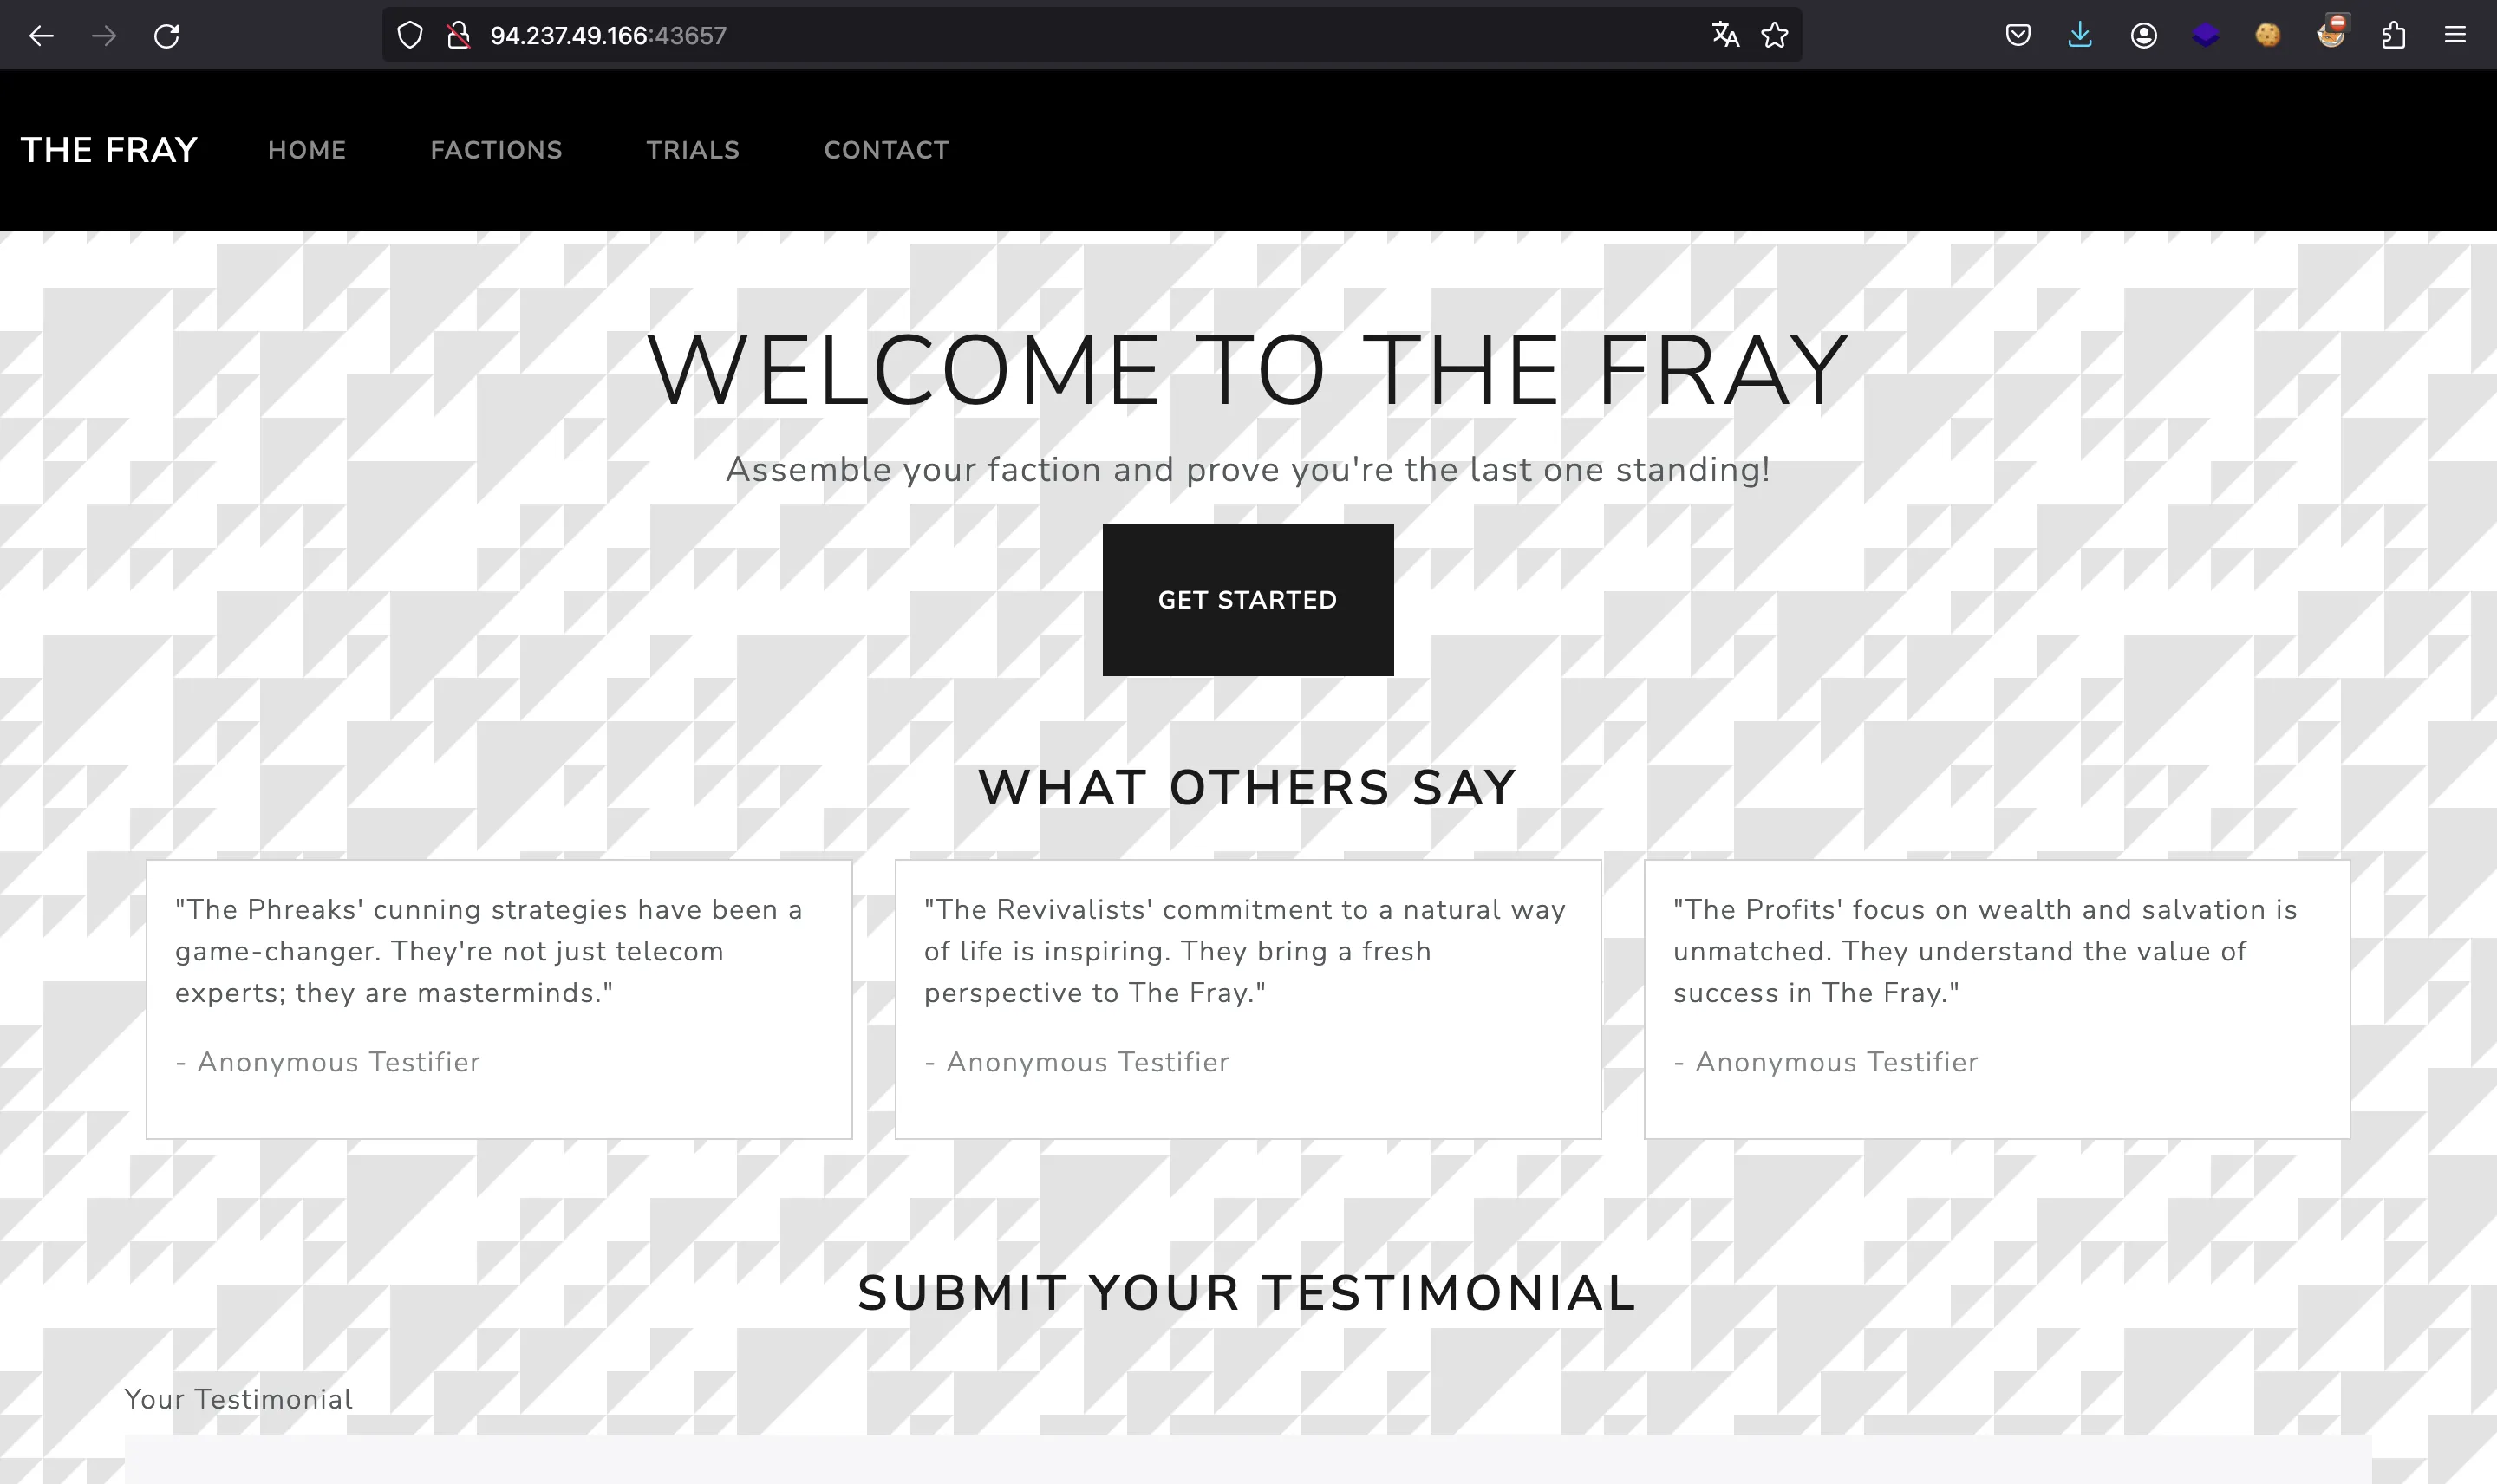 94.237.49.166:43657
THE FRAY HOME FACTIONS TRIALS CONTACT
WELCOME TO THE FRAY
Assemble your faction and prove you're the last one standing!
GET STARTED
WHAT OTHERS SAY
"The Phreaks' cunning strategies have been a
game-changer. They're not just telecom
experts; they are masterminds."
- Anonymous Testifier
"The Revivalists' commitment to a natural way
of life is inspiring. They bring a fresh
perspective to The Fray."
- Anonymous Testifier
"The Profits' focus on wealth and salvation is
unmatched. They understand the value of
success in The Fray."
- Anonymous Testifier
SUBMIT YOUR TESTIMONIAL
Your Testimonial